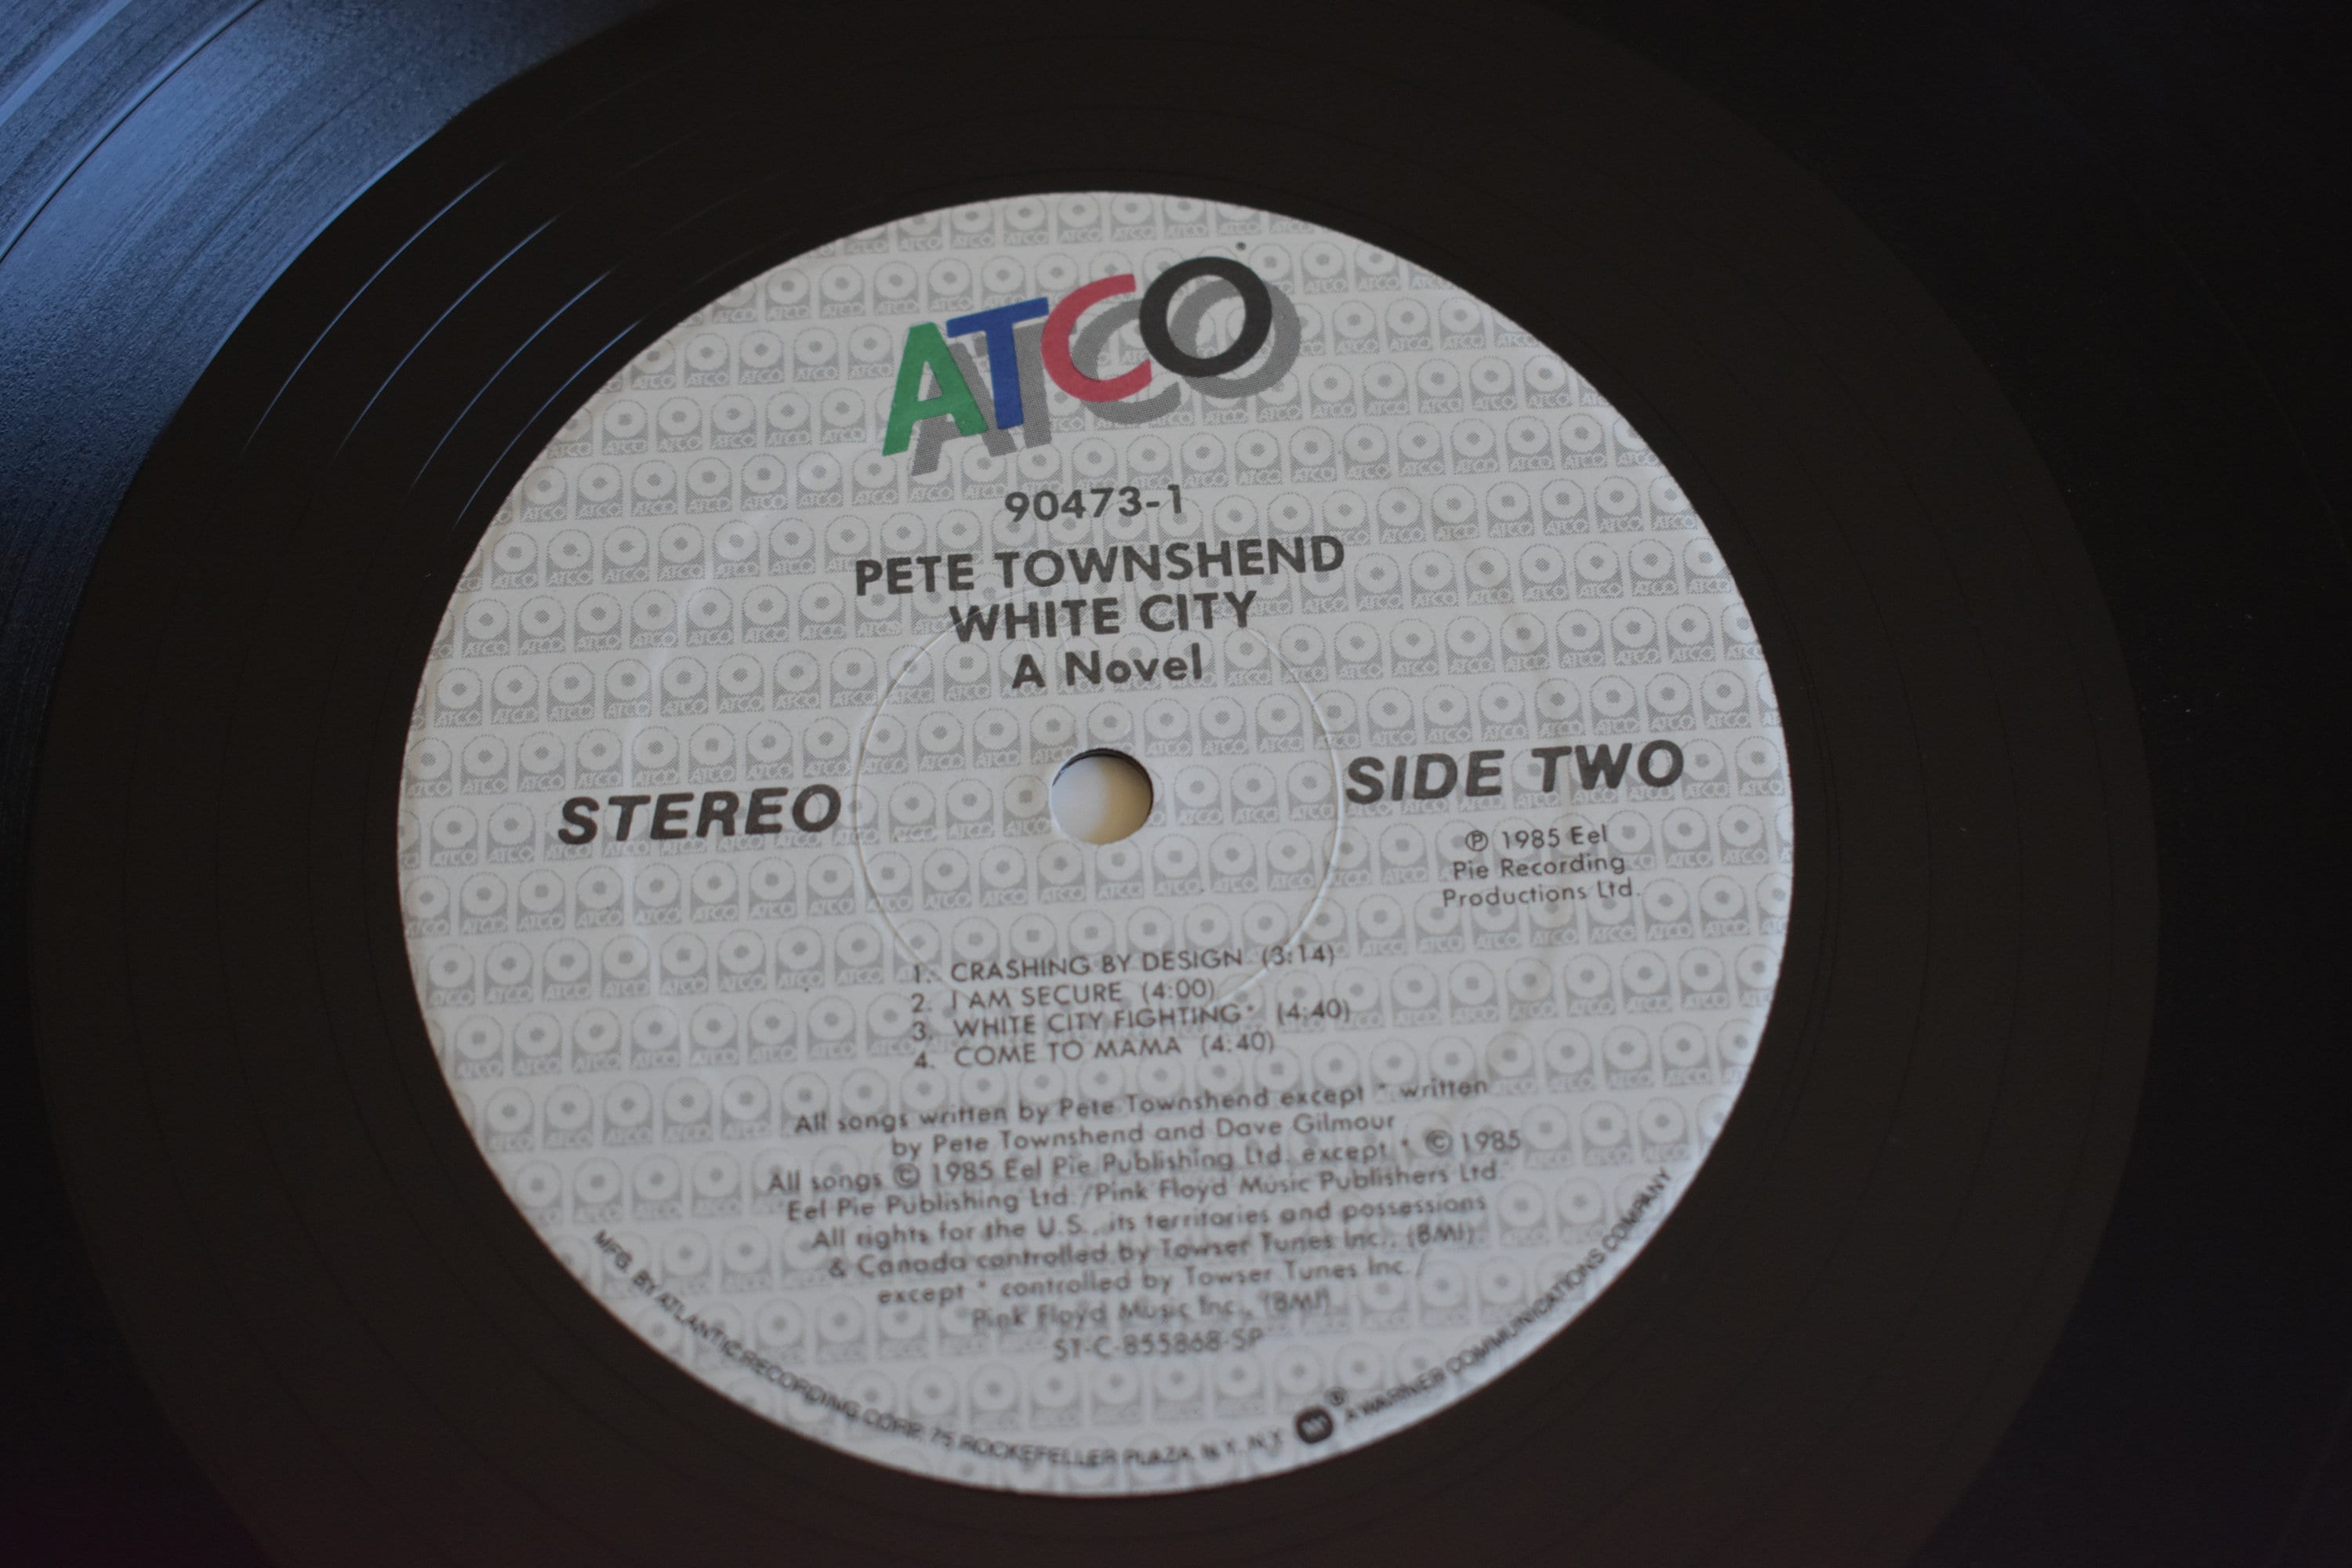 ATCO
90473-1
PETE TOWNSHEND
WHITE CITY
A Novel
STEREO
SIDE TWO
℗ 1985 Eel
Pie Recording
Productions Ltd.
1. CRASHING BY DESIGN (3:14)
2. I AM SECURE (4:00)
3. WHITE CITY FIGHTING* (4:40)
4. COME TO MAMA (4:40)
All songs written by Pete Townshend except * written
by Pete Townshend and Dave Gilmour
All songs © 1985 Eel Pie Publishing Ltd. except * © 1985
Eel Pie Publishing Ltd./Pink Floyd Music Publishers Ltd.
All rights for the U.S., its territories and possessions
& Canada controlled by Towser Tunes Inc., (BMI)
except * controlled by Towser Tunes Inc./
Pink Floyd Music Inc., (BMI)
ST-C-855868-SP
MFG. BY ATLANTIC RECORDING CORP., 75 ROCKEFELLER PLAZA, N.Y., N.Y. ® A WARNER COMMUNICATIONS COMPANY